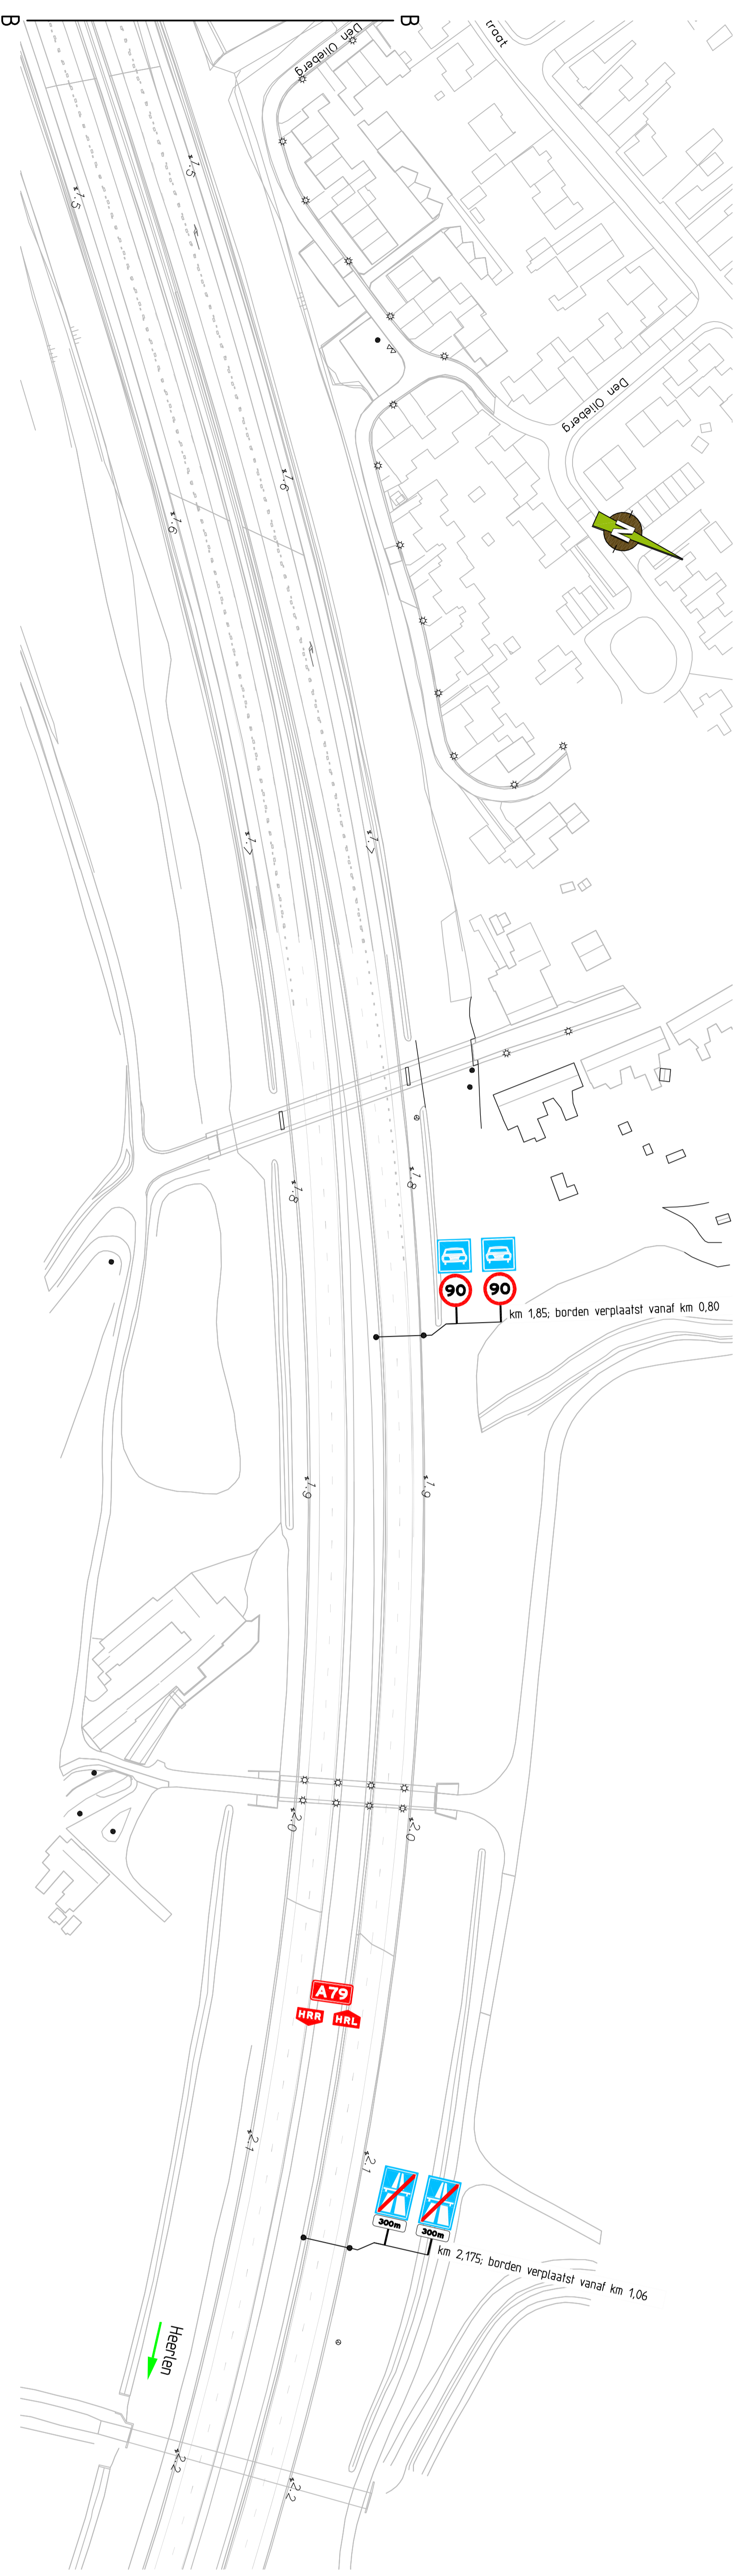 B
B
Den Olieberg
traat
1.5
1.5
Den Olieberg
1.6
1.6
N
1.7
1.7
1.8
1.8
90
90
km 1,85; borden verplaatst vanaf km 0,80
1.9
1.9
2.0
2.0
A79
HRR
HRL
2.1
2.1
300m
300m
km 2,175; borden verplaatst vanaf km 1,06
Heerlen
2.2
2.2